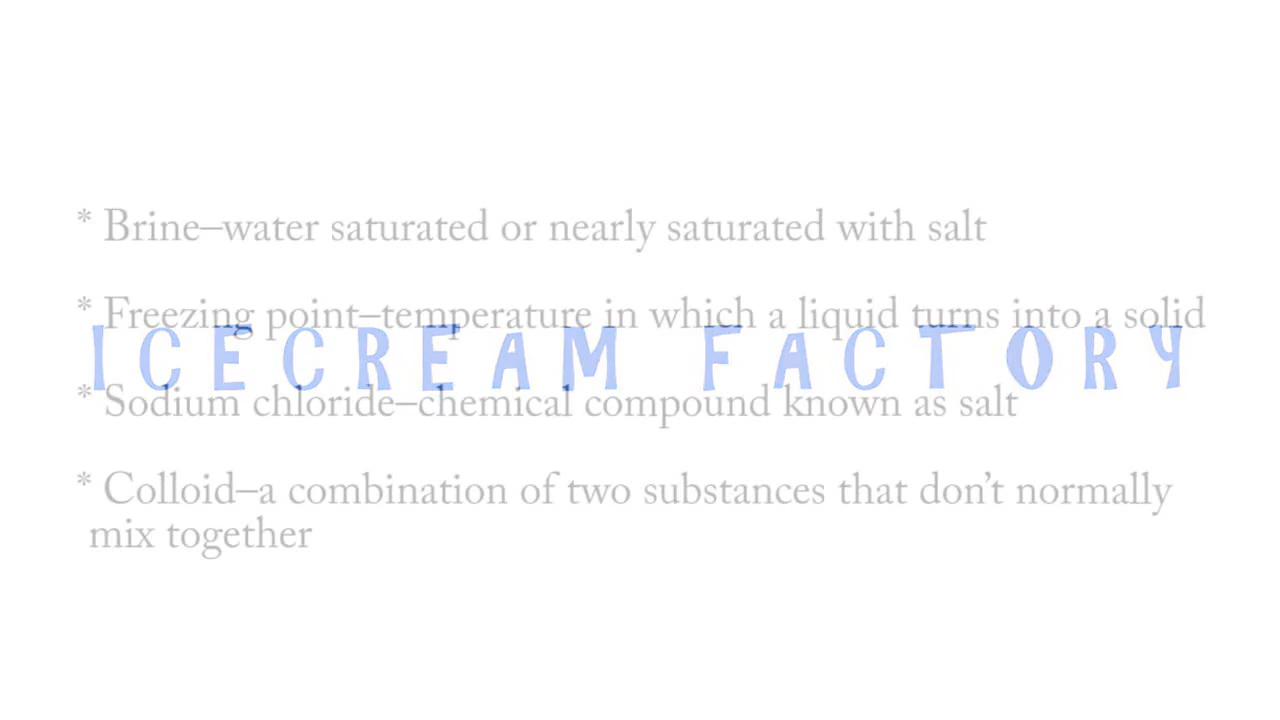 * Brine–water saturated or nearly saturated with salt
* Freezing point–temperature in which a liquid turns into a solid
ICECREAM FACTORY
* Sodium chloride–chemical compound known as salt
* Colloid–a combination of two substances that don't normally
mix together